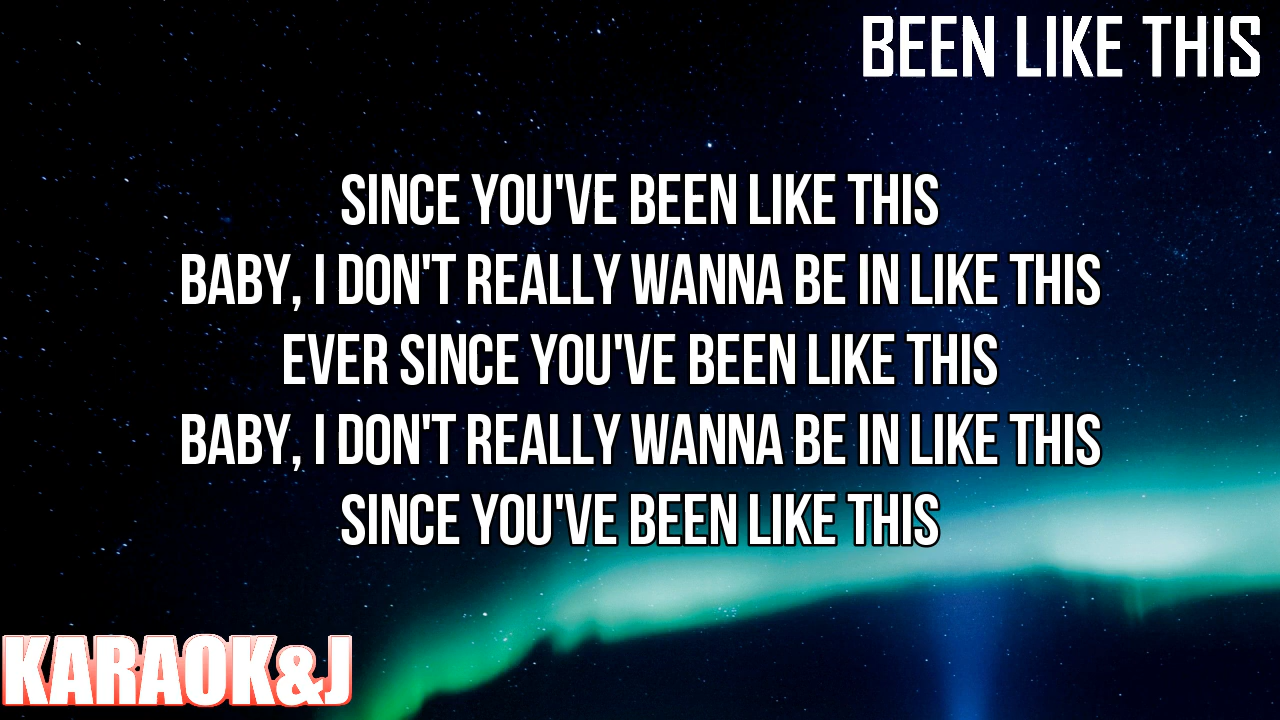 BEEN LIKE THIS
SINCE YOU'VE BEEN LIKE THIS
BABY, I DON'T REALLY WANNA BE IN LIKE THIS
EVER SINCE YOU'VE BEEN LIKE THIS
BABY, I DON'T REALLY WANNA BE IN LIKE THIS
SINCE YOU'VE BEEN LIKE THIS
KARAOK&J